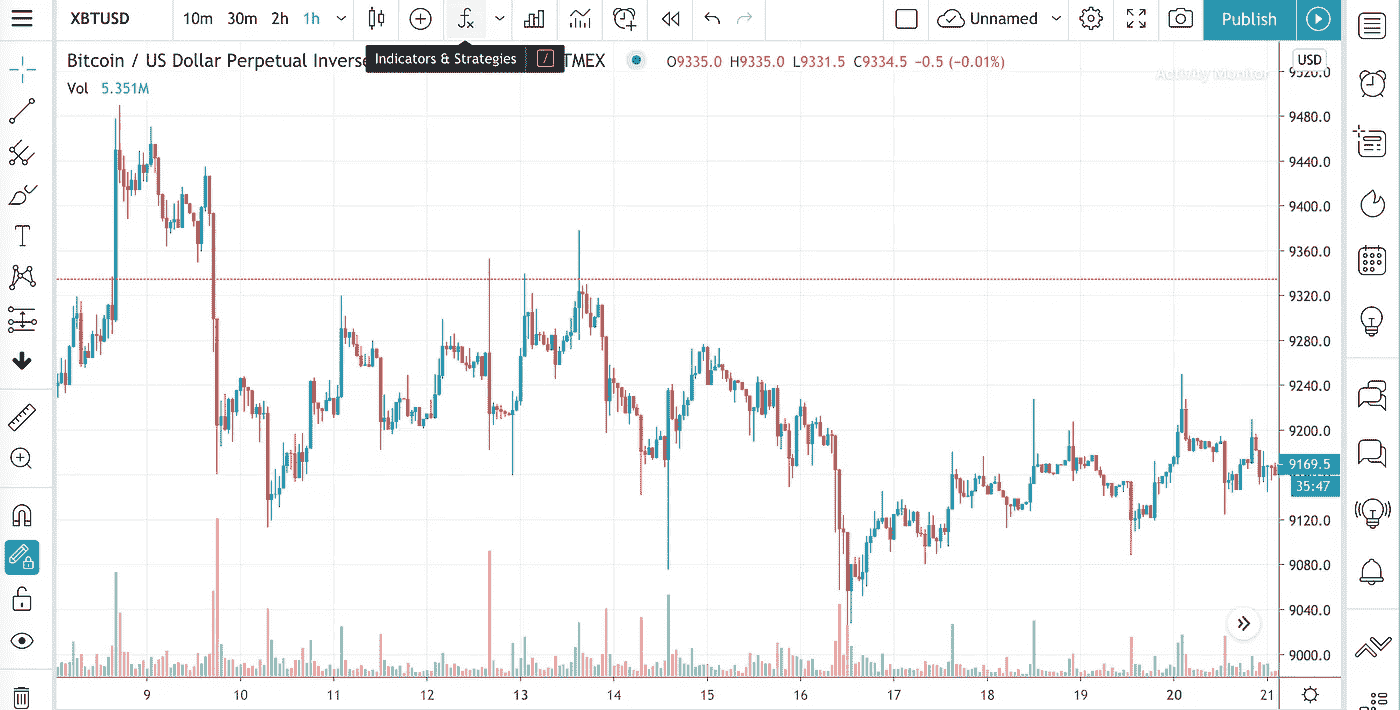 XBTUSD 10m 30m 2h 1h Unnamed Publish
Indicators & Strategies /
Bitcoin / US Dollar Perpetual Inverse TMEX O9335.0 H9335.0 L9331.5 C9334.5 −0.5 (−0.01%) USD
Activity Monitor
Vol 5.351M
9520.0
9480.0
9440.0
9400.0
9360.0
9320.0
9280.0
9240.0
9200.0
9169.5
35:47
9120.0
9080.0
9040.0
9000.0
9 10 11 12 13 14 15 16 17 18 19 20 21